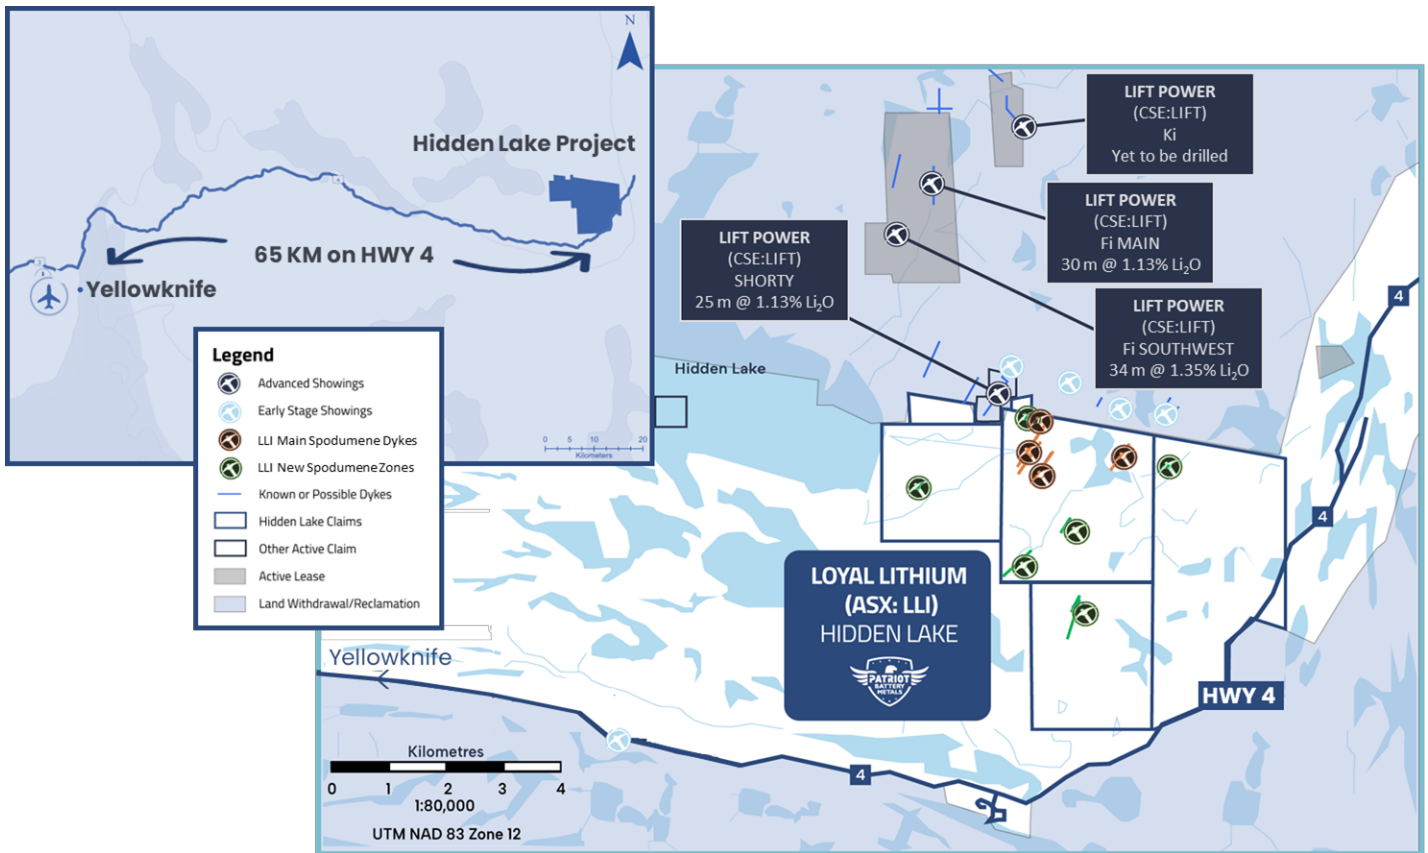 N
Hidden Lake Project
4
65 KM on HWY 4
3
Yellowknife
0 5 10 20
Kilometers
Legend
Advanced Showings
Early Stage Showings
LLI Main Spodumene Dykes
LLI New Spodumene Zones
Known or Possible Dykes
Hidden Lake Claims
Other Active Claim
Active Lease
Land Withdrawal/Reclamation
LIFT POWER
(CSE:LIFT)
Ki
Yet to be drilled
LIFT POWER
(CSE:LIFT)
Fi MAIN
30 m @ 1.13% Li₂O
LIFT POWER
(CSE:LIFT)
SHORTY
25 m @ 1.13% Li₂O
LIFT POWER
(CSE:LIFT)
Fi SOUTHWEST
34 m @ 1.35% Li₂O
4
Hidden Lake
4
LOYAL LITHIUM
(ASX: LLI)
HIDDEN LAKE
PATRIOT
BATTERY
METALS
Yellowknife
HWY 4
4
Kilometres
0 1 2 3 4
1:80,000
UTM NAD 83 Zone 12